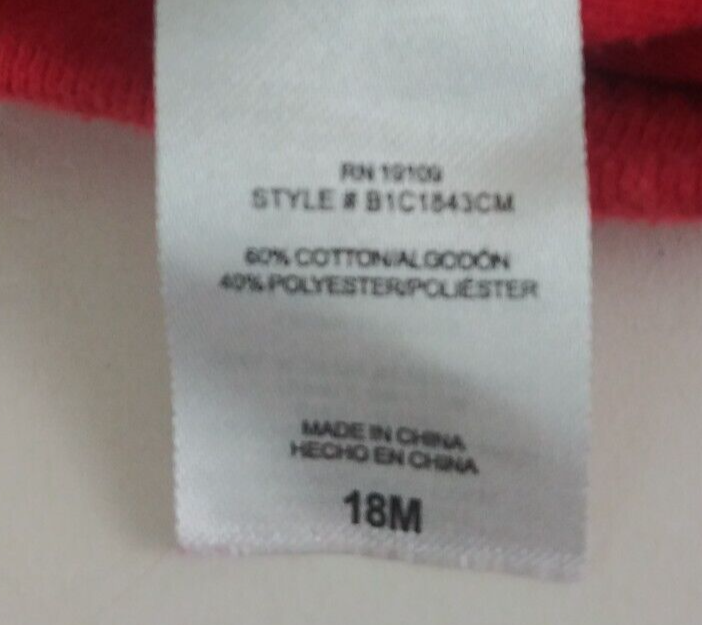 RN 19109
STYLE # B1C1843CM
60% COTTON/ALGODÓN
40% POLYESTER/POLIÉSTER
MADE IN CHINA
HECHO EN CHINA
18M